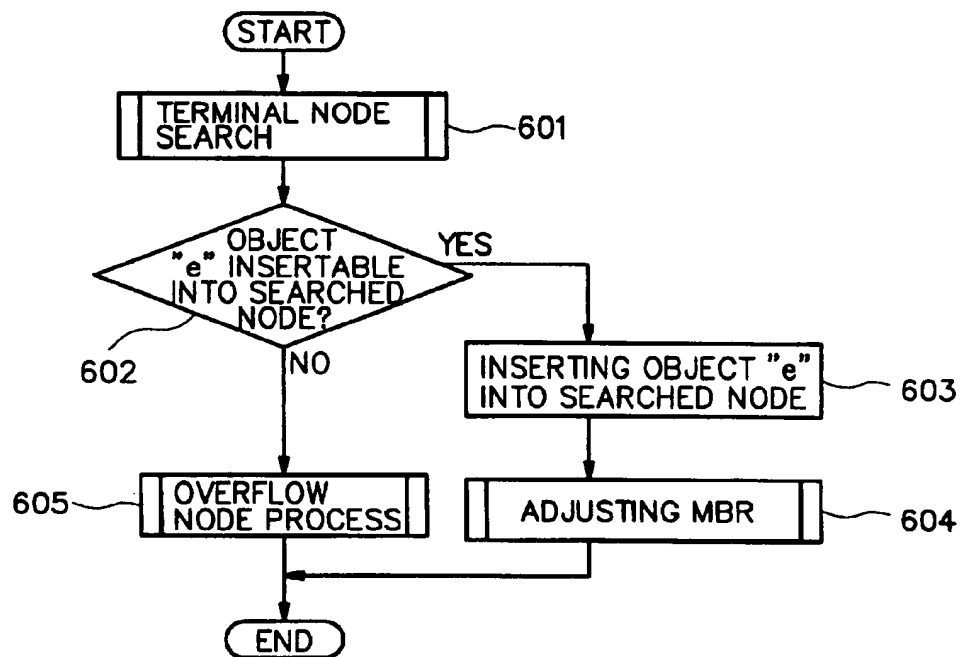 START
TERMINAL NODE
SEARCH
601
OBJECT
"e" INSERTABLE
INTO SEARCHED
NODE?
YES
602
NO
INSERTING OBJECT "e"
INTO SEARCHED NODE
603
605
OVERFLOW
NODE PROCESS
ADJUSTING MBR
604
END